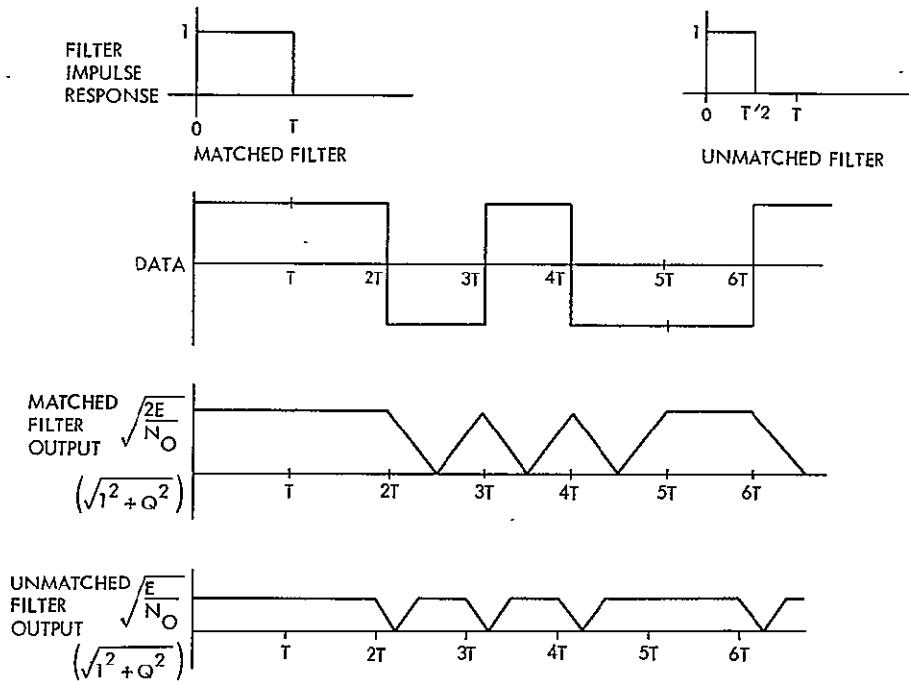 FILTER
IMPULSE
RESPONSE
1
0 T
MATCHED FILTER
1
0 T/2 T
UNMATCHED FILTER
DATA
T 2T 3T 4T 5T 6T
MATCHED
FILTER
OUTPUT
√2E/N_O
(√I² + Q²)
T 2T 3T 4T 5T 6T
UNMATCHED
FILTER
OUTPUT
√E/N_O
(√I² + Q²)
T 2T 3T 4T 5T 6T